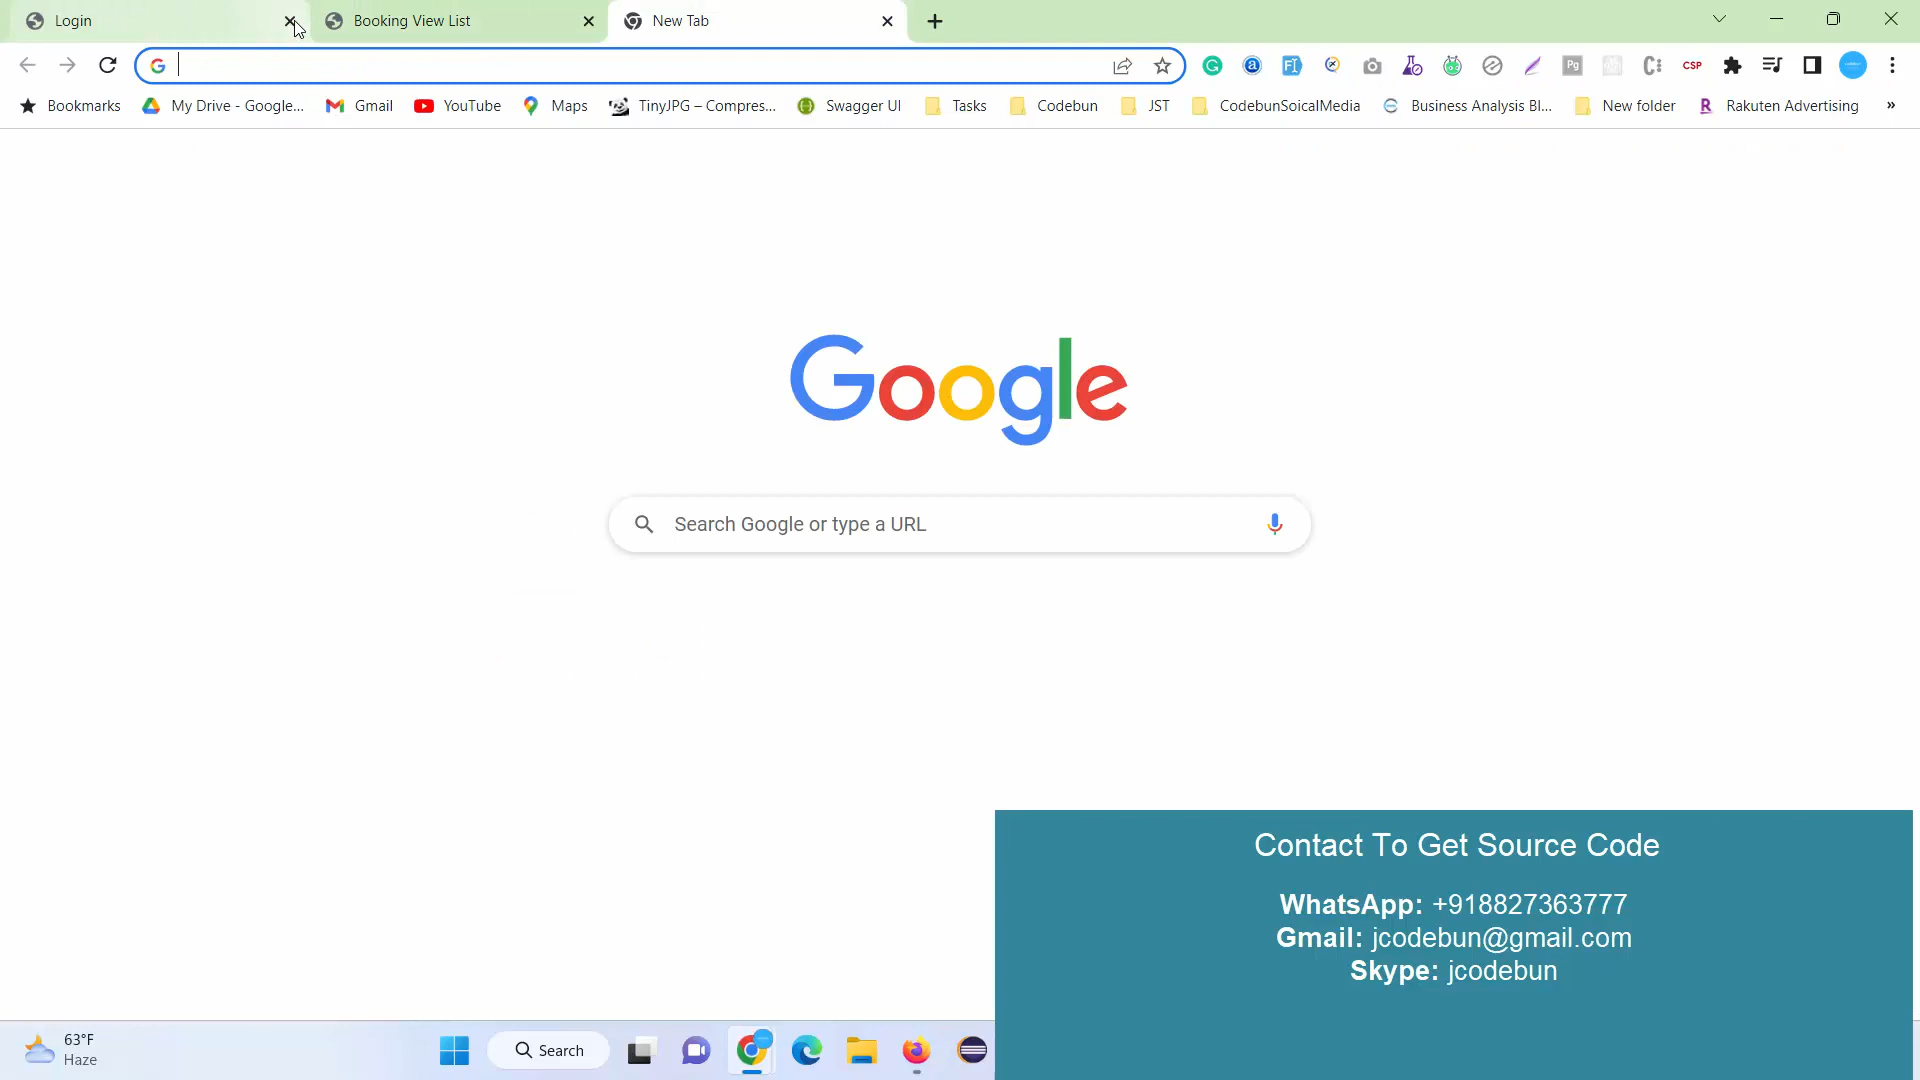 Login
Booking View List
New Tab
Bookmarks
My Drive - Google...
Gmail
YouTube
Maps
TinyJPG – Compres...
Swagger UI
Tasks
Codebun
JST
CodebunSoicalMedia
Business Analysis Bl...
New folder
Rakuten Advertising
»
CSP
Pg
Google
Search Google or type a URL
Contact To Get Source Code
WhatsApp: +918827363777
Gmail: jcodebun@gmail.com
Skype: jcodebun
63°F
Haze
Search